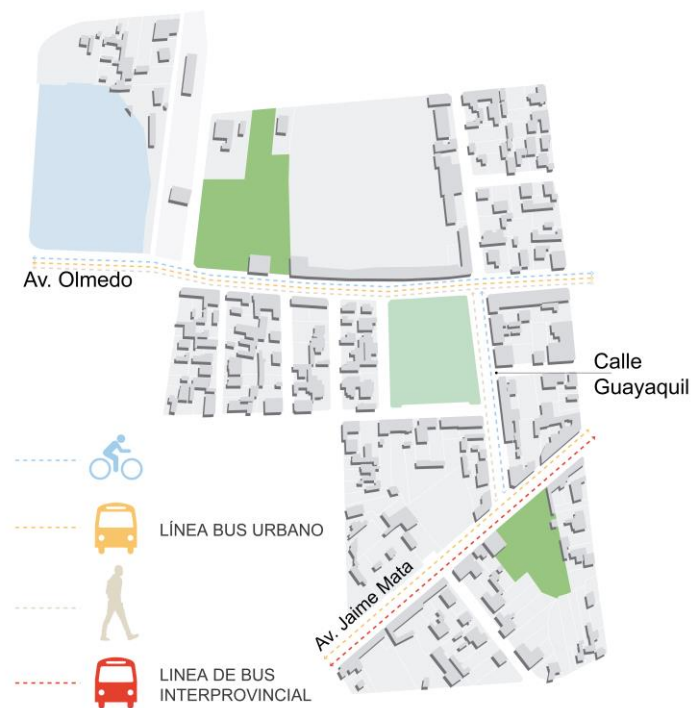 Av. Olmedo
Calle
Guayaquil
LÍNEA BUS URBANO
Av. Jaime Mata
LINEA DE BUS
INTERPROVINCIAL